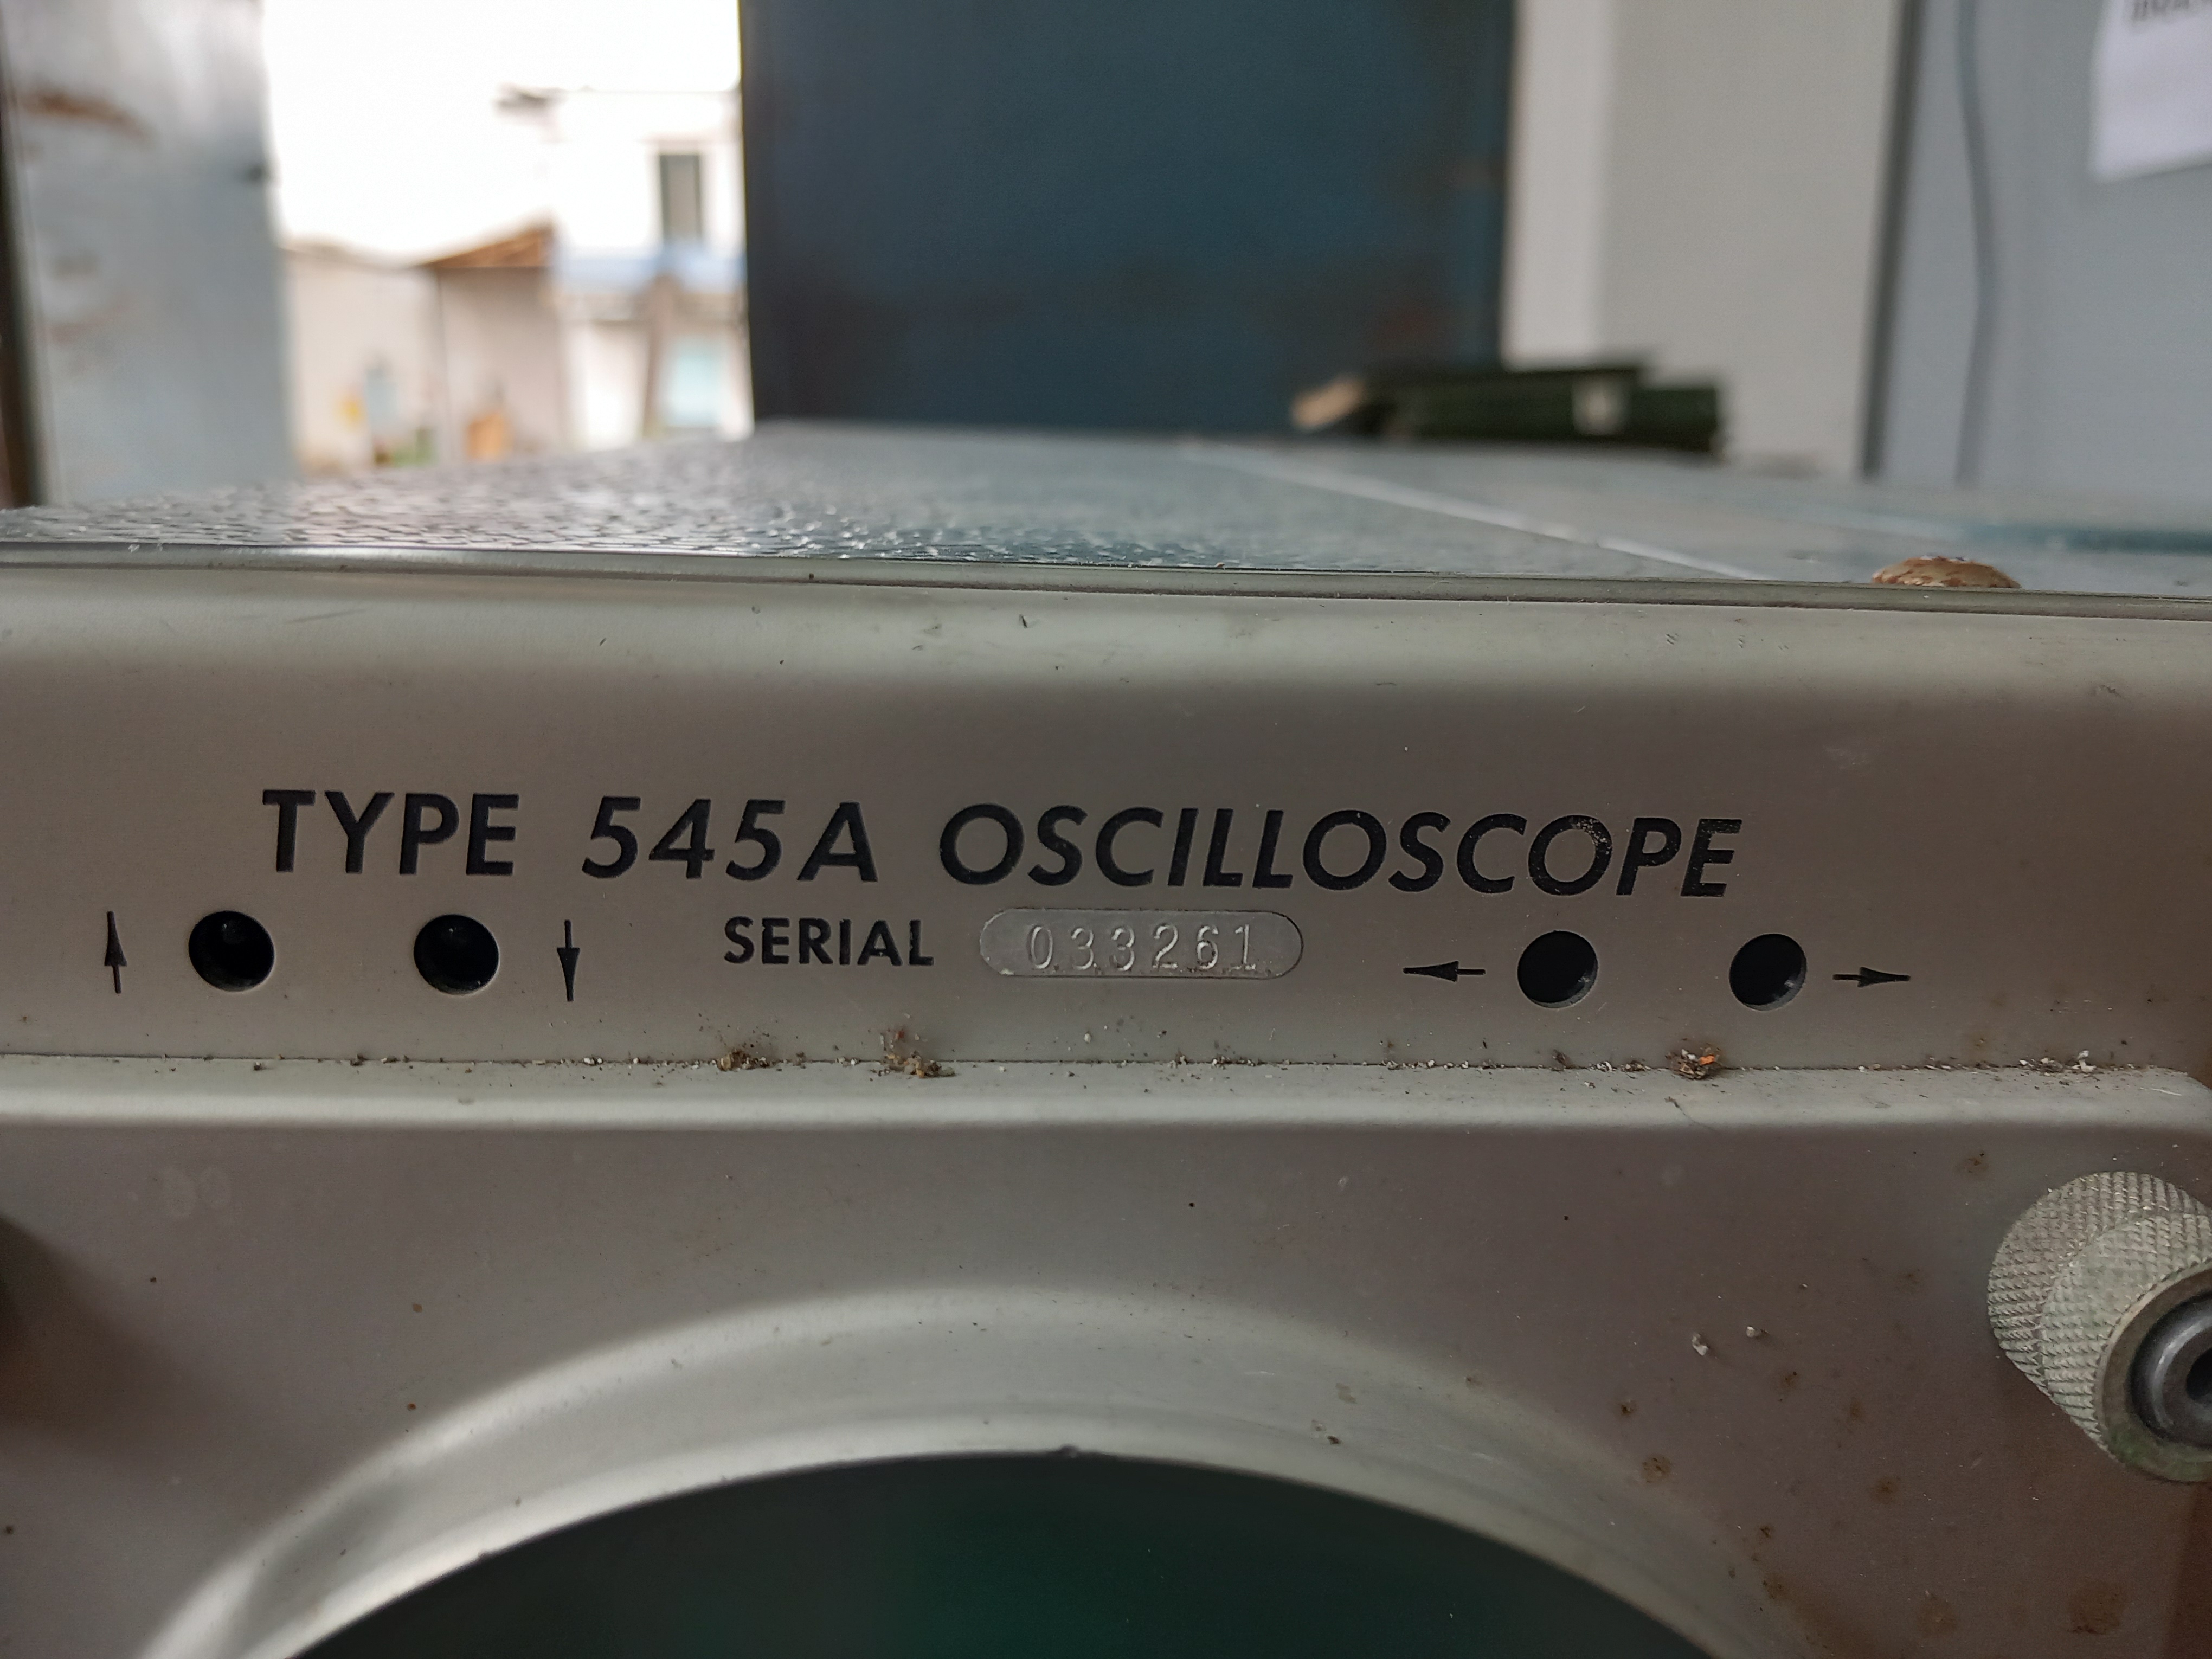 TYPE 545A OSCILLOSCOPE
SERIAL 033261